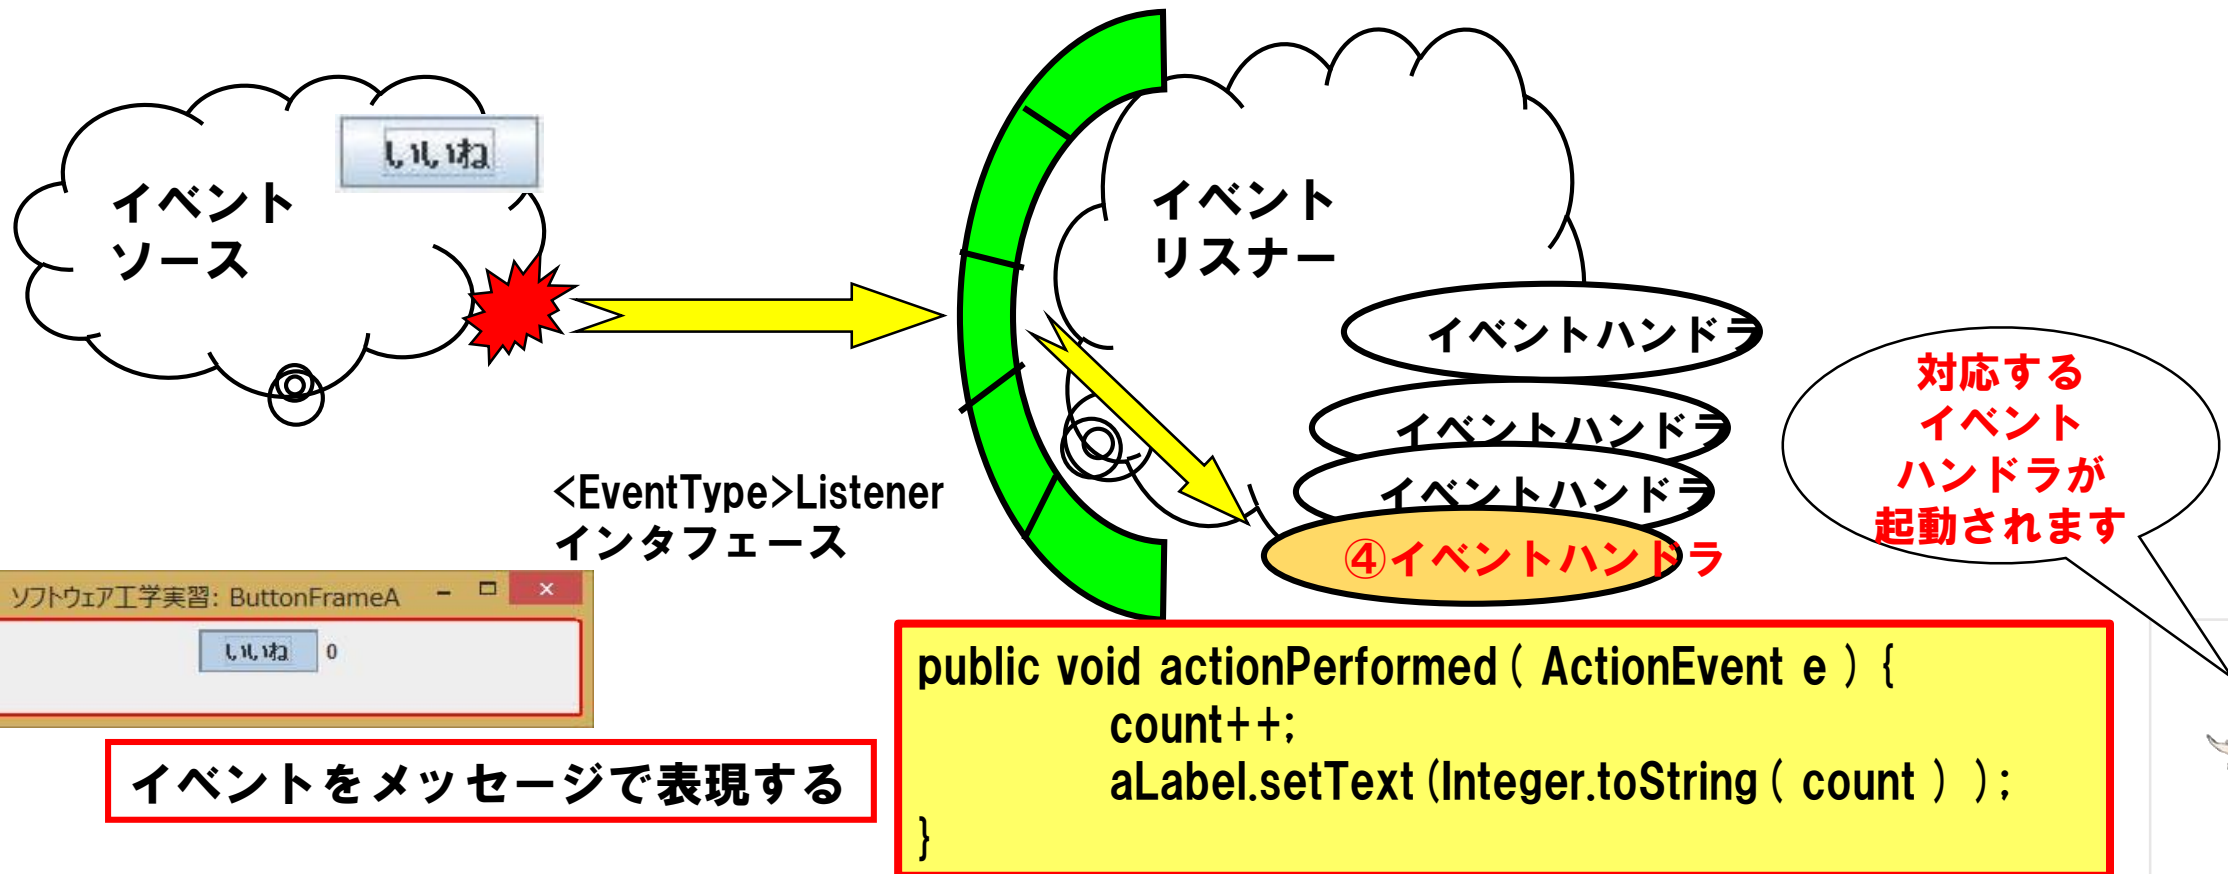 いいね
イベント
ソース
イベント
リスナー
イベントハンドラ
イベントハンドラ
イベントハンドラ
④イベントハンドラ
対応する
イベント
ハンドラが
起動されます
<EventType>Listener
インタフェース
ソフトウェア工学実習: ButtonFrameA
いいね 0
イベントをメッセージで表現する
public void actionPerformed ( ActionEvent e ) {
count++;
aLabel.setText (Integer.toString ( count ) );
}